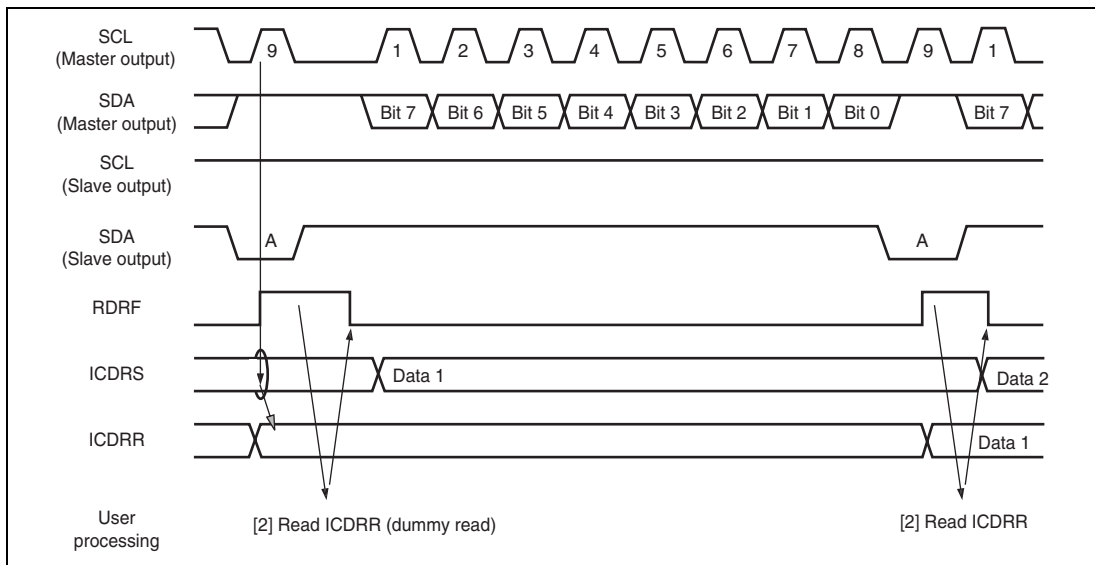 SCL
(Master output)
9 1 2 3 4 5 6 7 8 9 1
SDA
(Master output)
Bit 7 Bit 6 Bit 5 Bit 4 Bit 3 Bit 2 Bit 1 Bit 0 Bit 7
SCL
(Slave output)
SDA
(Slave output)
A A
RDRF
ICDRS
Data 1 Data 2
ICDRR
Data 1
User
processing
[2] Read ICDRR (dummy read) [2] Read ICDRR